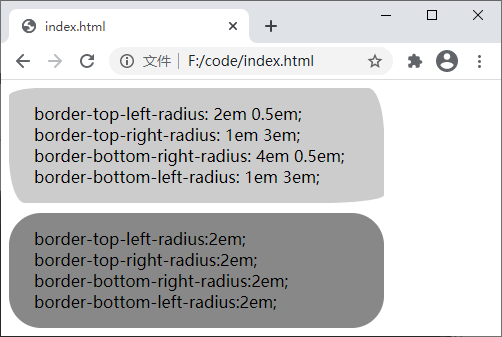 index.html
文件 F:/code/index.html
border-top-left-radius: 2em 0.5em;
border-top-right-radius: 1em 3em;
border-bottom-right-radius: 4em 0.5em;
border-bottom-left-radius: 1em 3em;
border-top-left-radius:2em;
border-top-right-radius:2em;
border-bottom-right-radius:2em;
border-bottom-left-radius:2em;